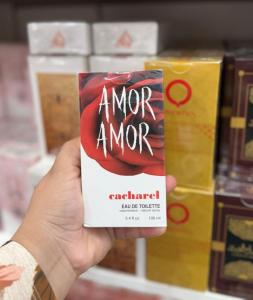 AMOR
AMOR
cacharel
EAU DE TOILETTE
3.4 fl oz 100 ml